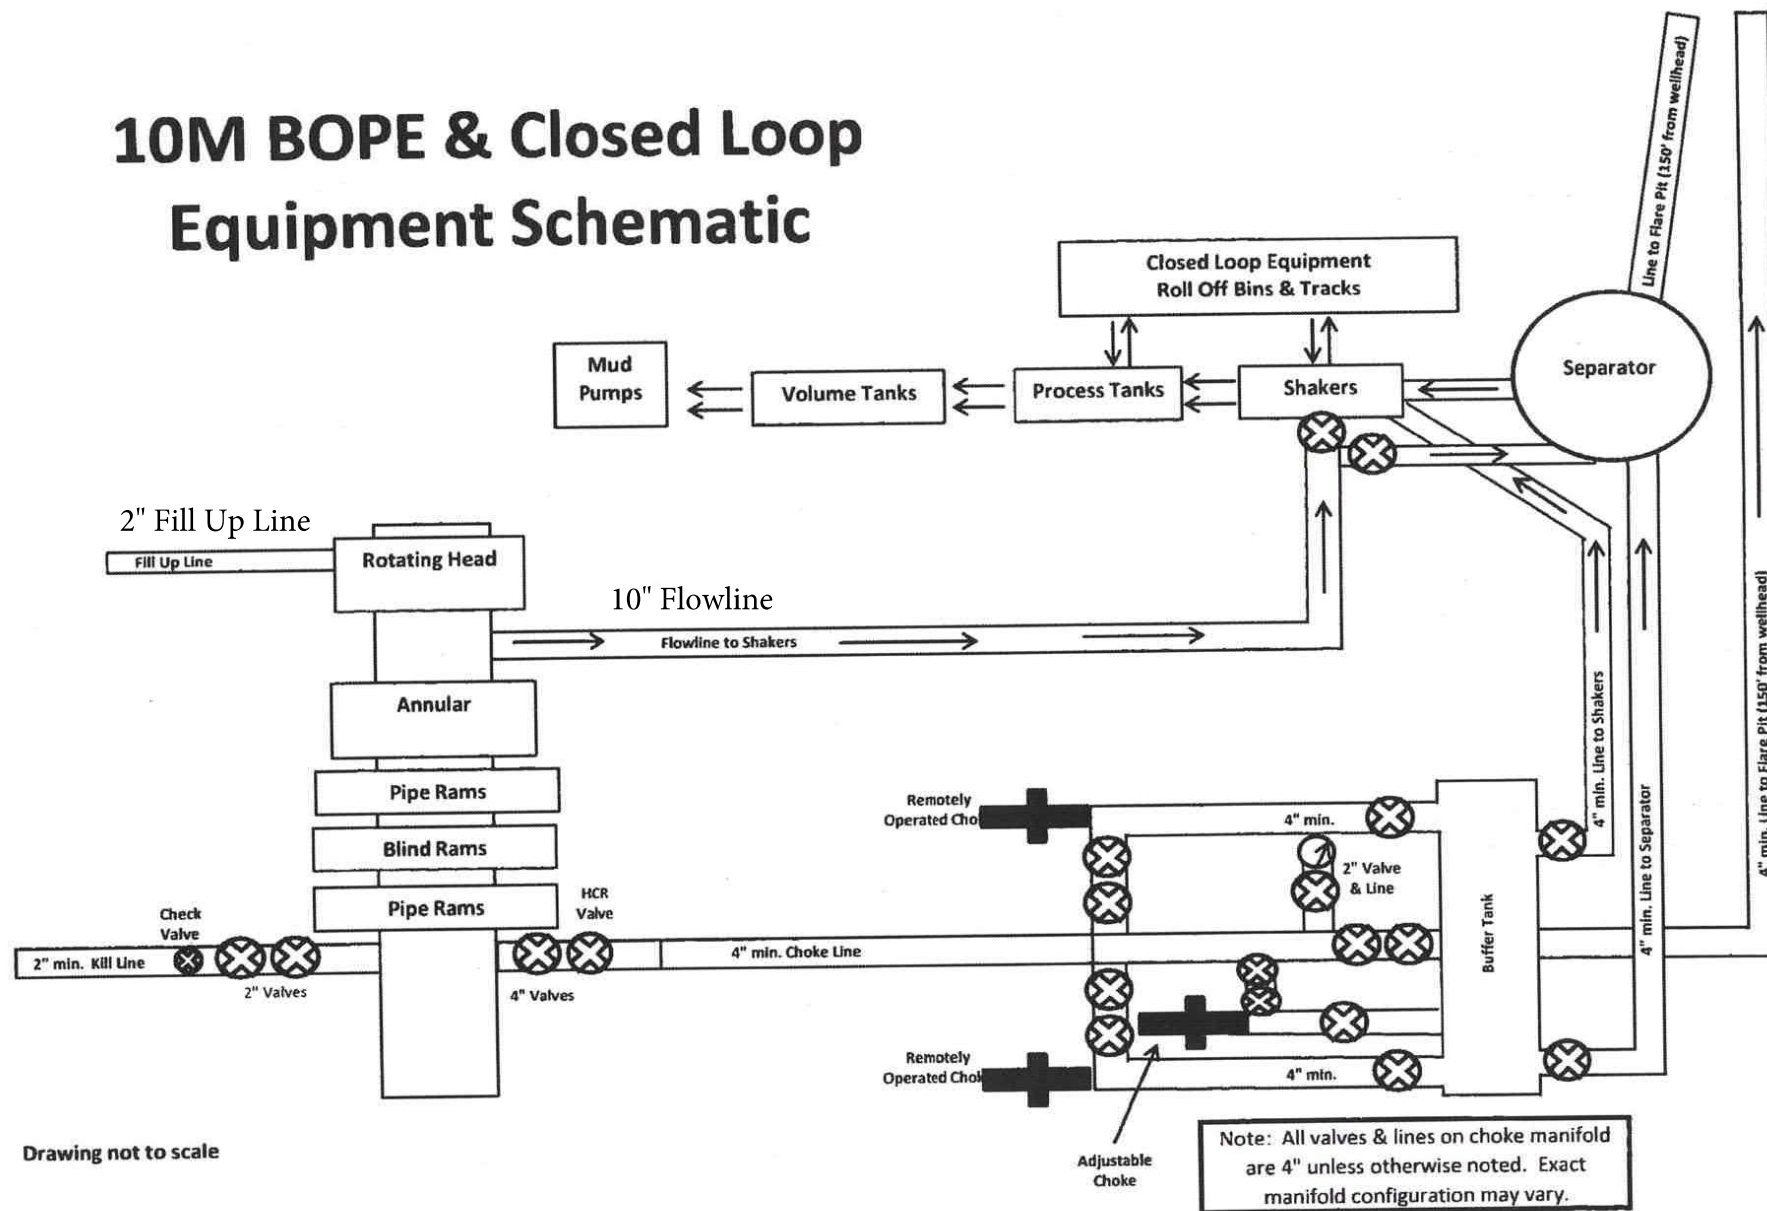 10M BOPE & Closed Loop
Equipment Schematic
Line to Flare Pit (150' from wellhead)
Closed Loop Equipment
Roll Off Bins & Tracks
Separator
Mud
Pumps
Volume Tanks
Process Tanks
Shakers
2" Fill Up Line
Fill Up Line
Rotating Head
10" Flowline
Flowline to Shakers
Annular
Pipe Rams
Blind Rams
Pipe Rams
HCR
Valve
Check
Valve
2" min. Kill Line
2" Valves
4" Valves
4" min. Choke Line
Remotely
Operated Cho
4" min.
2" Valve
& Line
Buffer Tank
4" min. Line to Shakers
4" min. Line to Separator
4" min. Line to Flare Pit (150' from wellhead)
Remotely
Operated Chok
4" min.
Adjustable
Choke
Drawing not to scale
Note: All valves & lines on choke manifold
are 4" unless otherwise noted. Exact
manifold configuration may vary.